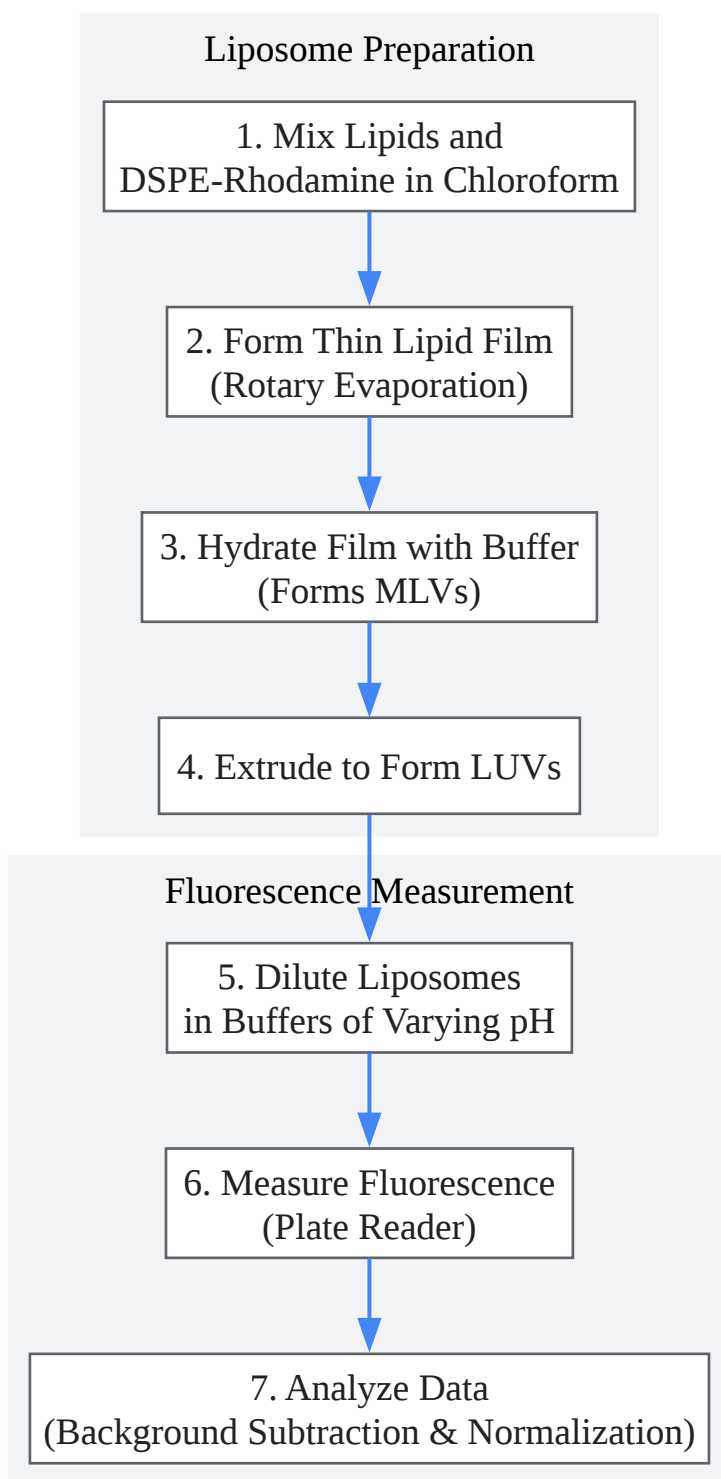 Liposome Preparation
1. Mix Lipids and
DSPE-Rhodamine in Chloroform
2. Form Thin Lipid Film
(Rotary Evaporation)
3. Hydrate Film with Buffer
(Forms MLVs)
4. Extrude to Form LUVs
Fluorescence Measurement
5. Dilute Liposomes
in Buffers of Varying pH
6. Measure Fluorescence
(Plate Reader)
7. Analyze Data
(Background Subtraction & Normalization)